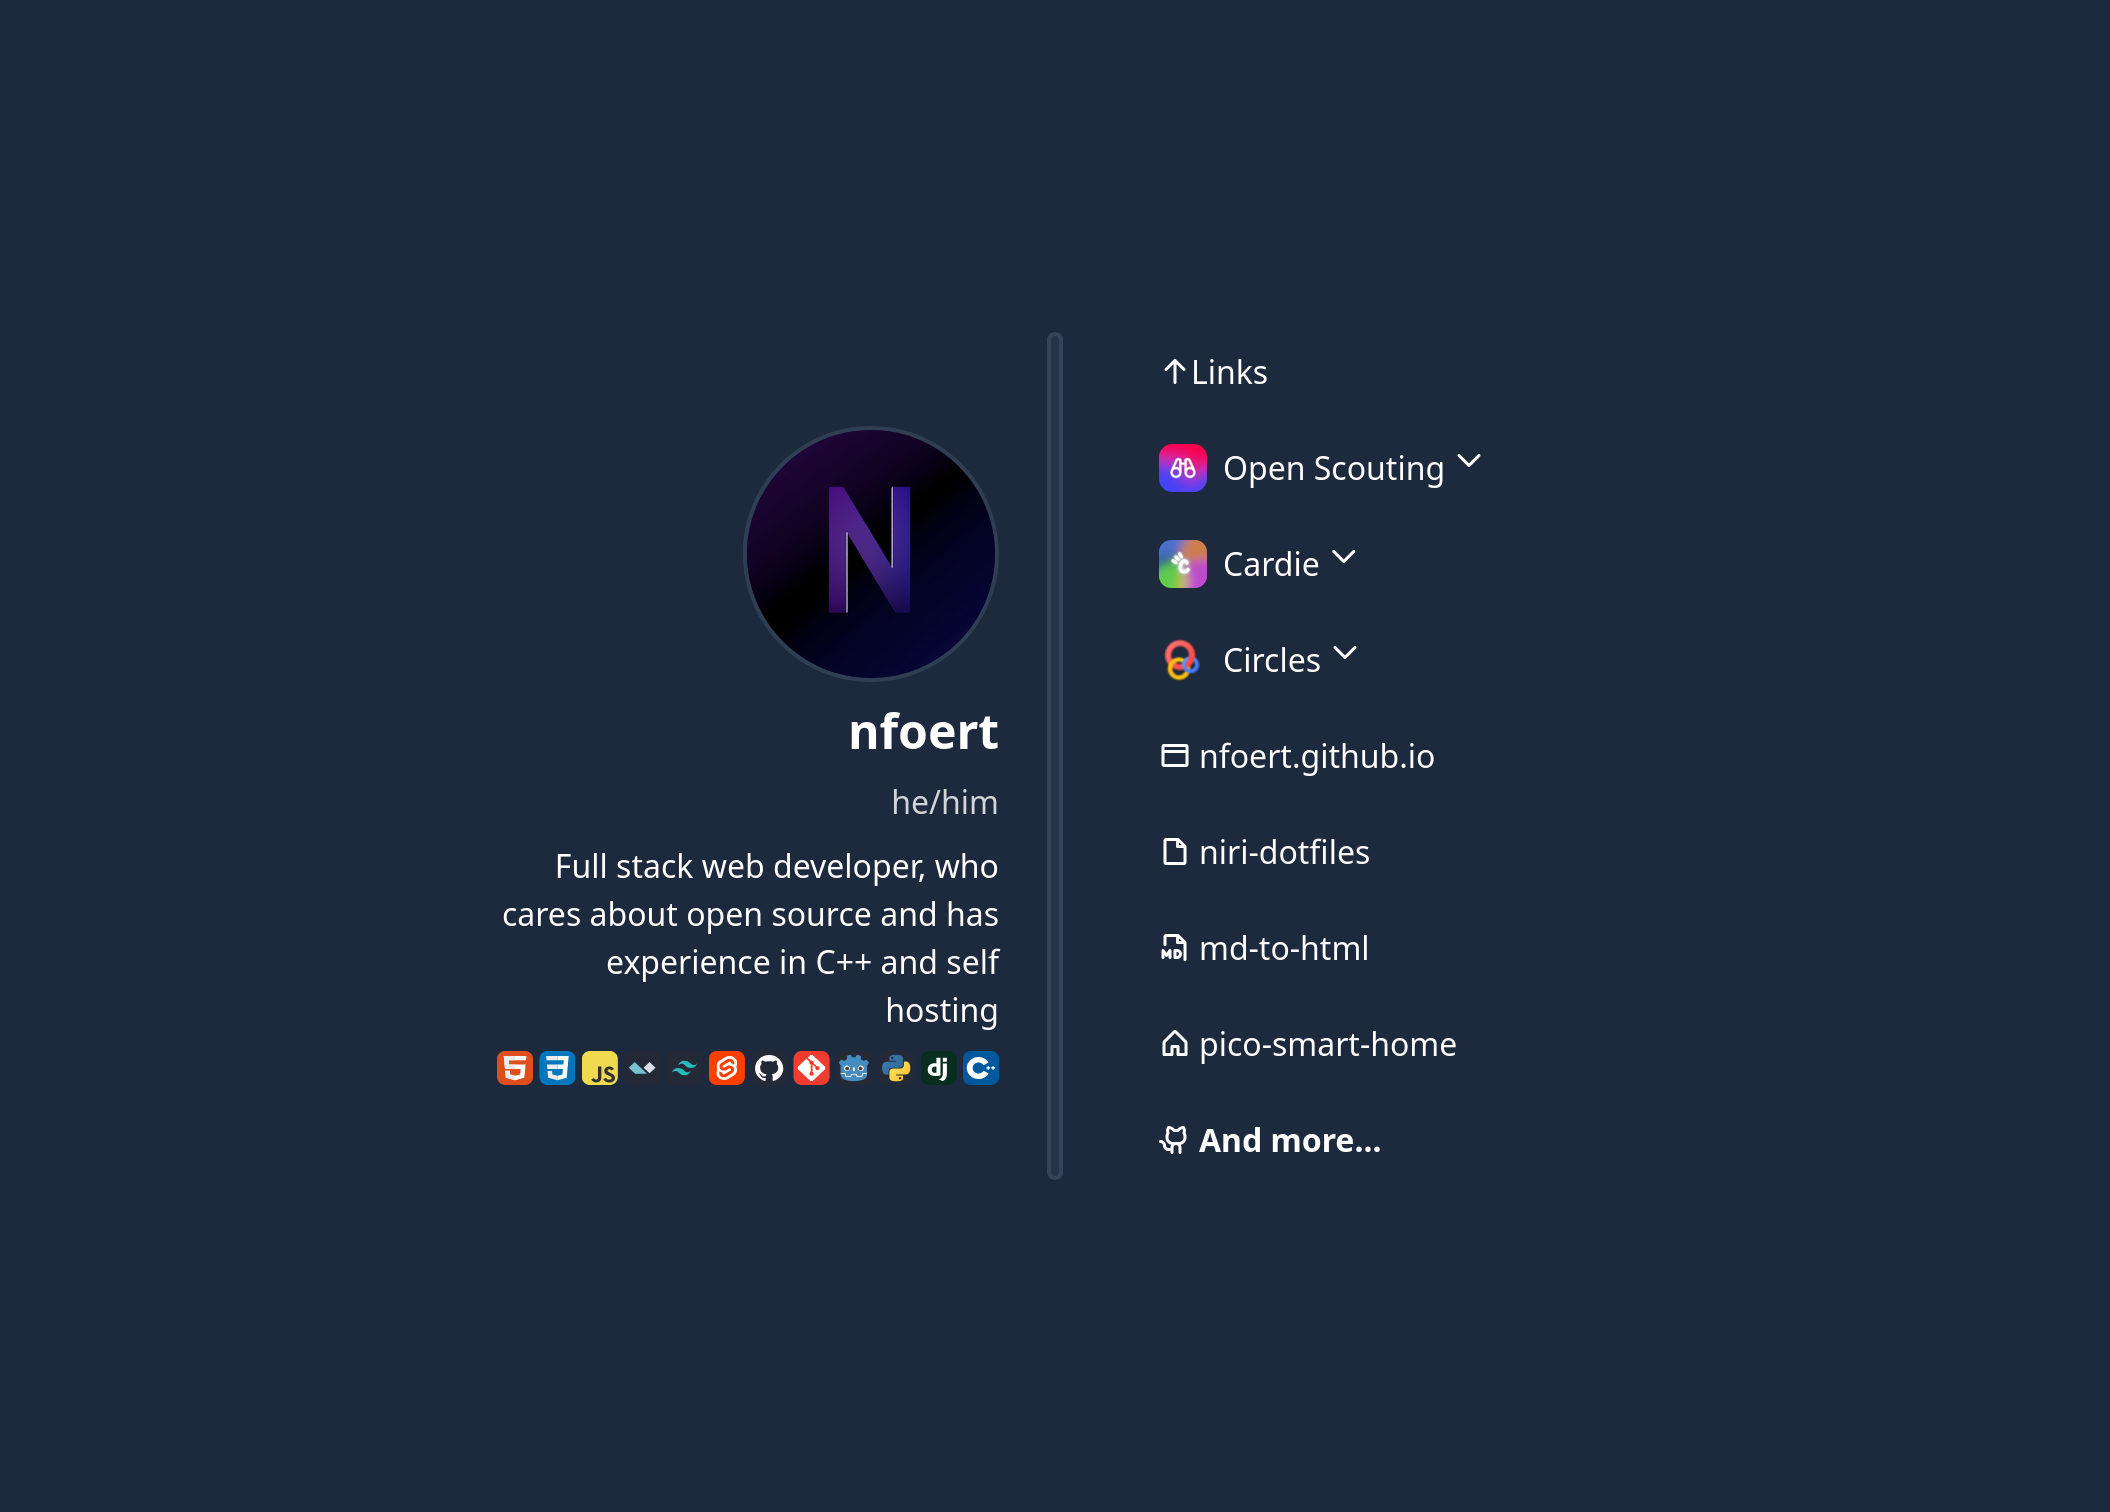 N
nfoert
he/him
Full stack web developer, who
cares about open source and has
experience in C++ and self
hosting
JS
dj
C++
Links
Open Scouting
C
Cardie
Circles
nfoert.github.io
niri-dotfiles
MD
md-to-html
pico-smart-home
And more...